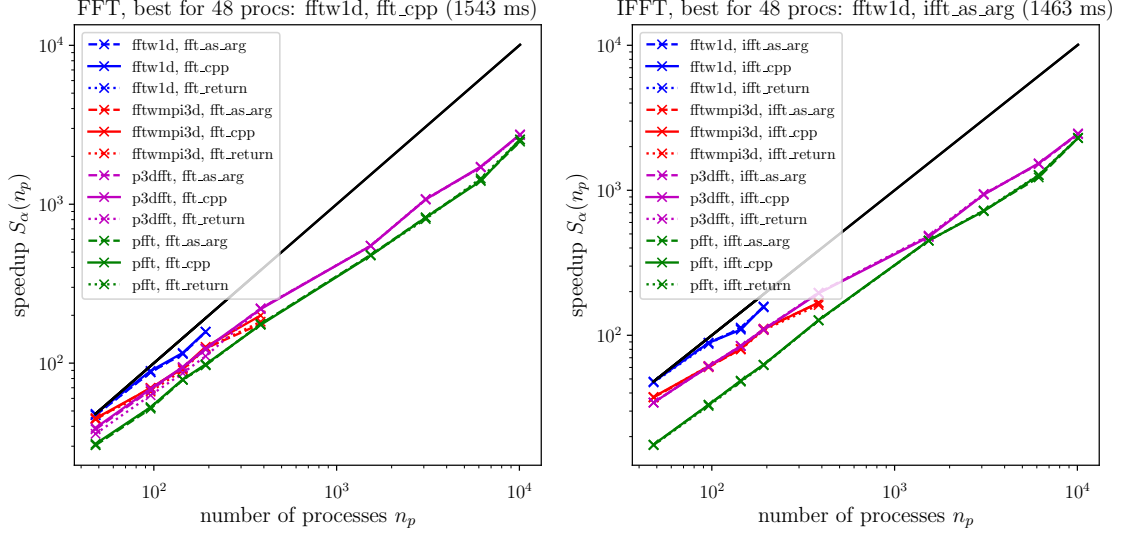 FFT, best for 48 procs: fftw1d, fft_cpp (1543 ms)
10^4
10^3
10^2
speedup S_α(n_p)
fftw1d, fft_as_arg
fftw1d, fft_cpp
fftw1d, fft_return
fftwmpi3d, fft_as_arg
fftwmpi3d, fft_cpp
fftwmpi3d, fft_return
p3dfft, fft_as_arg
p3dfft, fft_cpp
p3dfft, fft_return
pfft, fft_as_arg
pfft, fft_cpp
pfft, fft_return
10^2 10^3 10^4
number of processes n_p
IFFT, best for 48 procs: fftw1d, ifft_as_arg (1463 ms)
10^4
10^3
10^2
speedup S_α(n_p)
fftw1d, ifft_as_arg
fftw1d, ifft_cpp
fftw1d, ifft_return
fftwmpi3d, ifft_as_arg
fftwmpi3d, ifft_cpp
fftwmpi3d, ifft_return
p3dfft, ifft_as_arg
p3dfft, ifft_cpp
p3dfft, ifft_return
pfft, ifft_as_arg
pfft, ifft_cpp
pfft, ifft_return
10^2 10^3 10^4
number of processes n_p